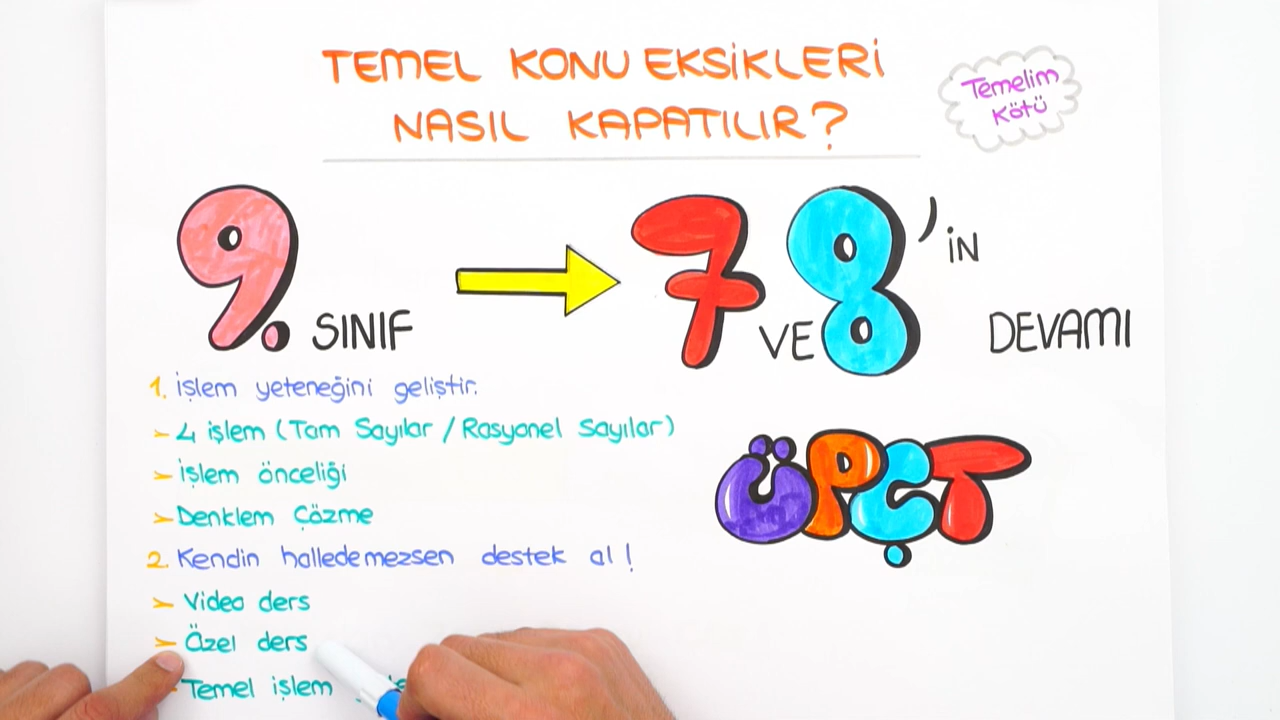 TEMEL KONU EKSİKLERİ
NASIL KAPATILIR?
Temelim
Kötü
9. SINIF
7 VE 8'İN DEVAMI
1. İşlem yeteneğini geliştir.
➢ 4 işlem (Tam Sayılar / Rasyonel Sayılar)
➢ İşlem önceliği
➢ Denklem Çözme
ÜPÇT
2. Kendin halledemezsen destek al!
➢ Video ders
➢ Özel ders
Temel işlem